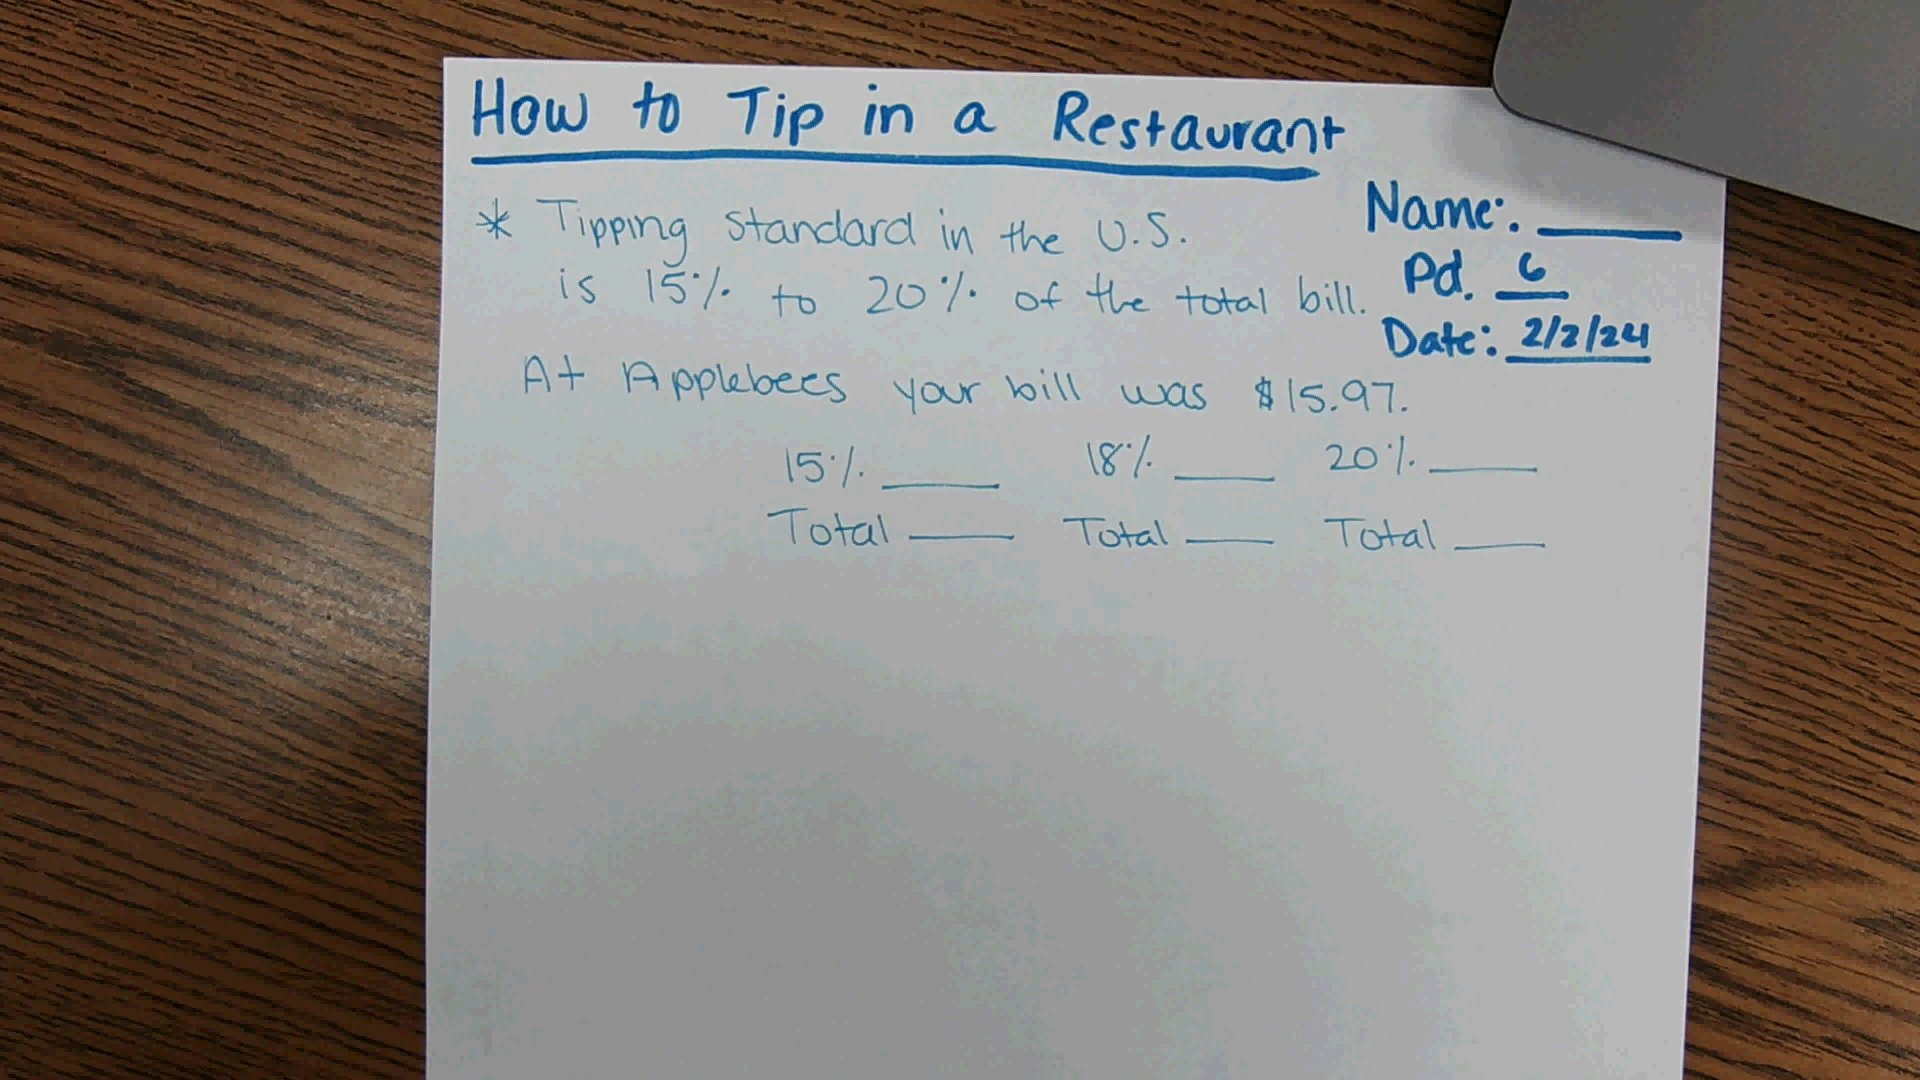 How to Tip in a Restaurant
Name: ____
Pd. 6
Date: 2/2/24
* Tipping standard in the U.S.
is 15% to 20% of the total bill.
At Applebees your bill was $15.97.
15% ____ 18% ____ 20% ____
Total ____ Total ____ Total ____